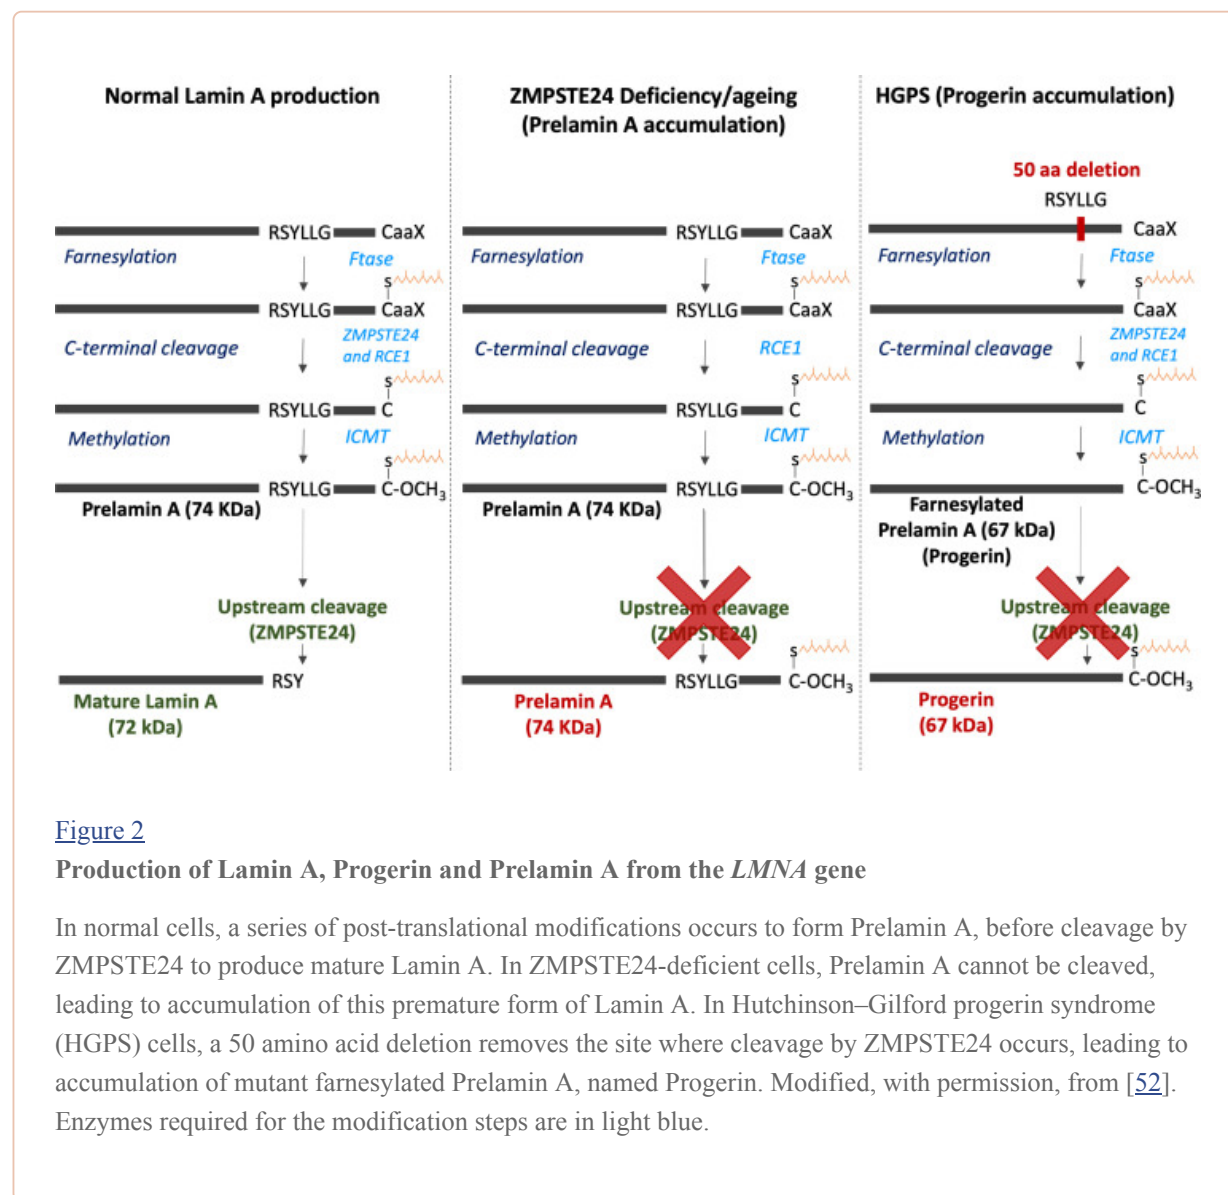 Normal Lamin A production
RSYLLG CaaX
Farnesylation Ftase
s
RSYLLG CaaX
C-terminal cleavage ZMPSTE24
and RCE1
s
RSYLLG C
Methylation ICMT
s
RSYLLG C-OCH3
Prelamin A (74 KDa)
Upstream cleavage
(ZMPSTE24)
RSY
Mature Lamin A
(72 kDa)
ZMPSTE24 Deficiency/ageing
(Prelamin A accumulation)
RSYLLG CaaX
Farnesylation Ftase
s
RSYLLG CaaX
C-terminal cleavage RCE1
s
RSYLLG C
Methylation ICMT
s
RSYLLG C-OCH3
Prelamin A (74 KDa)
Upstream cleavage
(ZMPSTE24)
s
RSYLLG C-OCH3
Prelamin A
(74 KDa)
HGPS (Progerin accumulation)
50 aa deletion
RSYLLG
CaaX
Farnesylation Ftase
s
CaaX
C-terminal cleavage ZMPSTE24
and RCE1
s
C
Methylation ICMT
s
C-OCH3
Farnesylated
Prelamin A (67 kDa)
(Progerin)
Upstream cleavage
(ZMPSTE24)
s
C-OCH3
Progerin
(67 kDa)
Figure 2
Production of Lamin A, Progerin and Prelamin A from the LMNA gene
In normal cells, a series of post-translational modifications occurs to form Prelamin A, before cleavage by
ZMPSTE24 to produce mature Lamin A. In ZMPSTE24-deficient cells, Prelamin A cannot be cleaved,
leading to accumulation of this premature form of Lamin A. In Hutchinson–Gilford progerin syndrome
(HGPS) cells, a 50 amino acid deletion removes the site where cleavage by ZMPSTE24 occurs, leading to
accumulation of mutant farnesylated Prelamin A, named Progerin. Modified, with permission, from [52].
Enzymes required for the modification steps are in light blue.